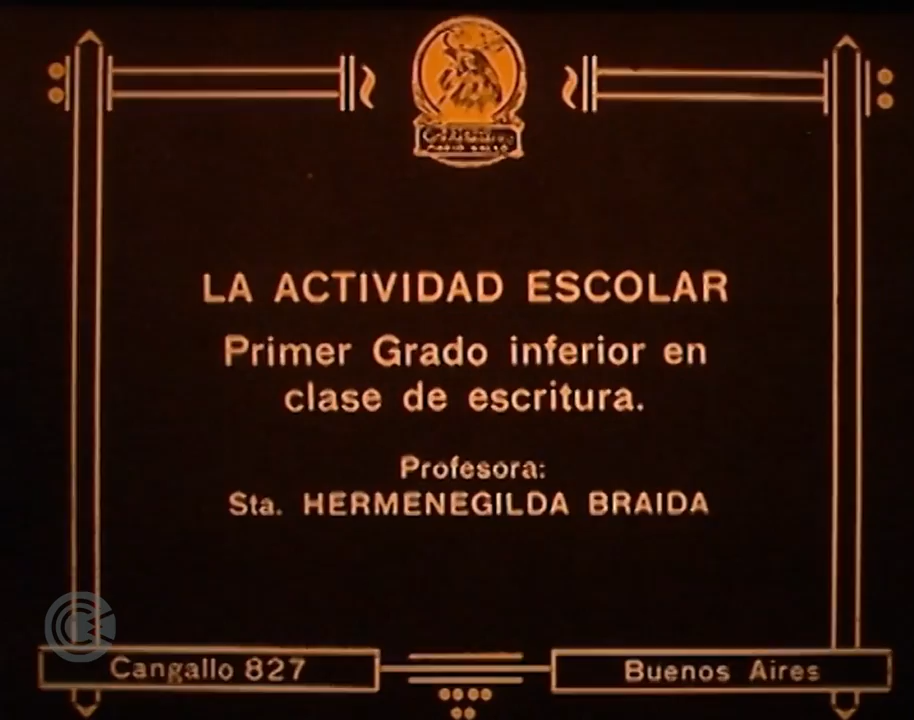 LA ACTIVIDAD ESCOLAR
Primer Grado inferior en
clase de escritura.
Profesora:
Sta. HERMENEGILDA BRAIDA
Cangallo 827
Buenos Aires